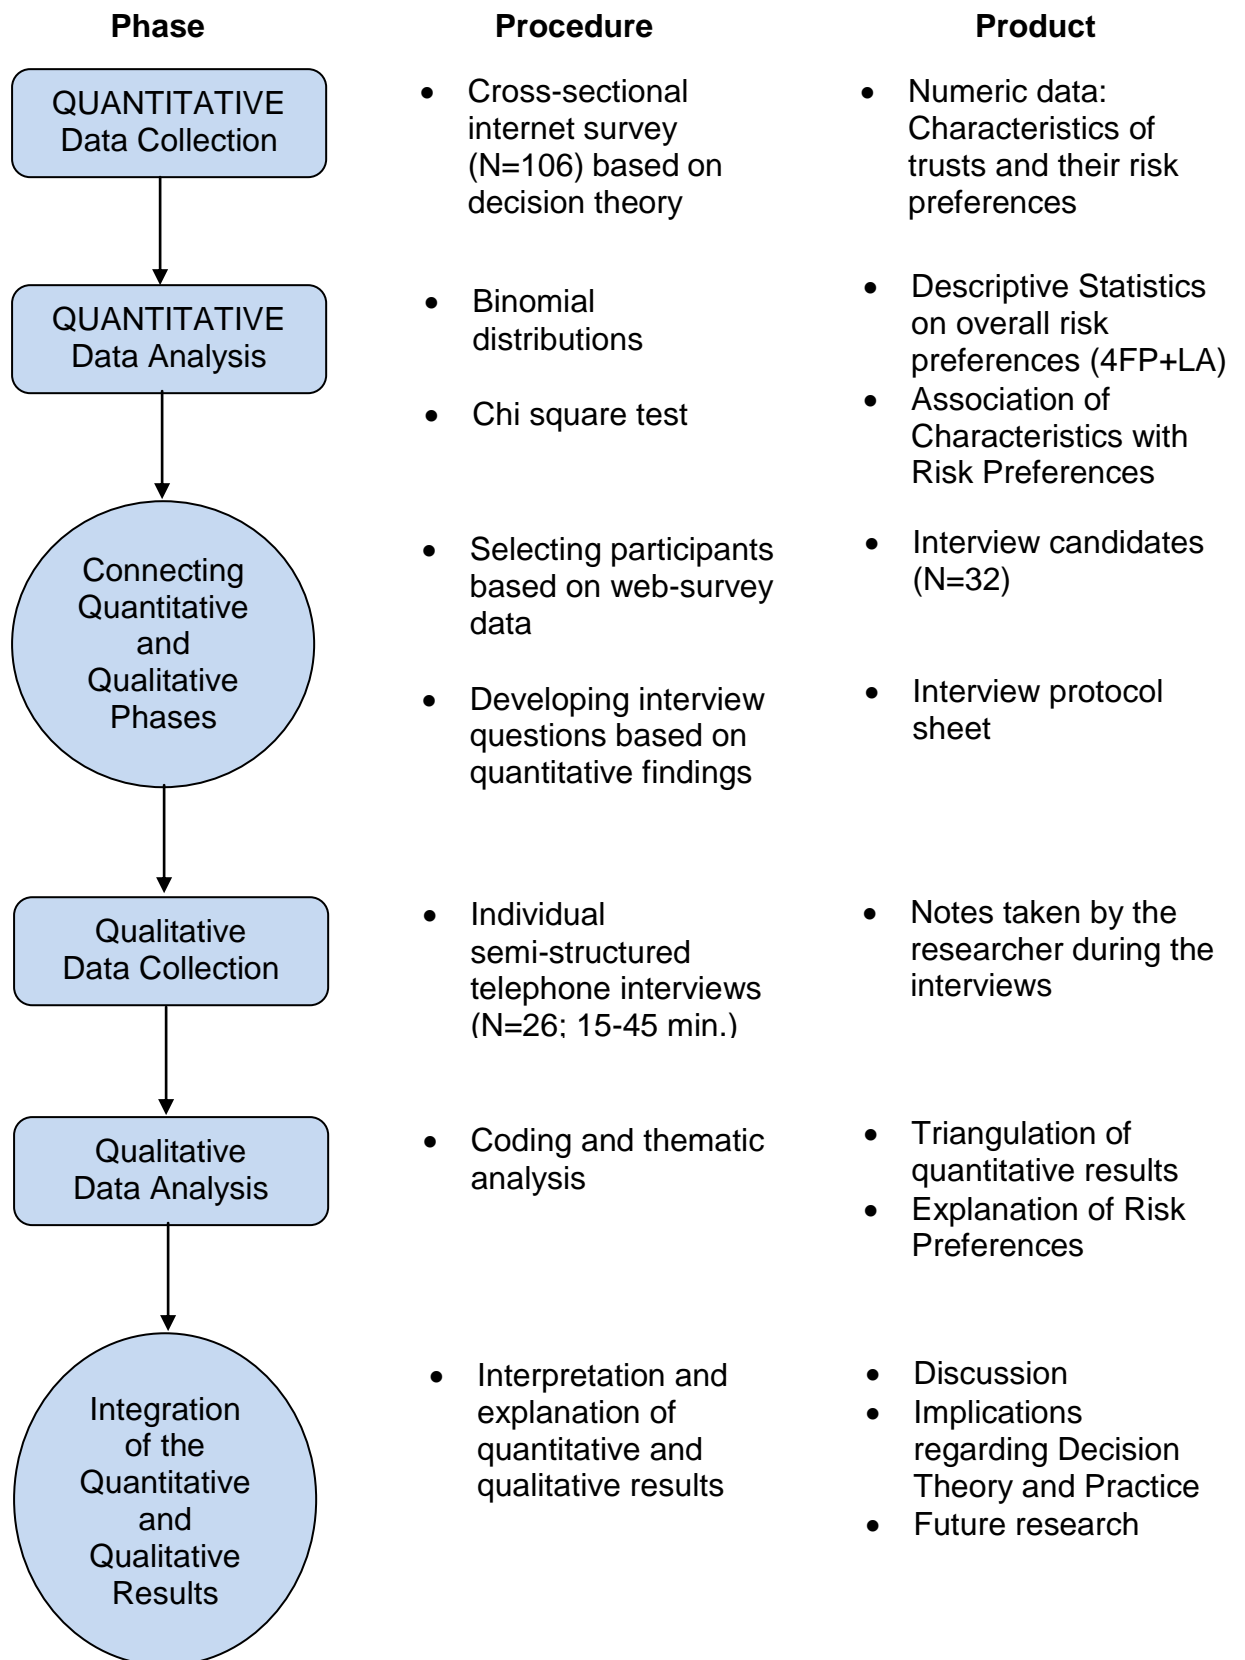 Phase Procedure Product
QUANTITATIVE
Data Collection
• Cross-sectional
internet survey
(N=106) based on
decision theory
• Numeric data:
Characteristics of
trusts and their risk
preferences
QUANTITATIVE
Data Analysis
• Binomial
distributions
• Chi square test
• Descriptive Statistics
on overall risk
preferences (4FP+LA)
• Association of
Characteristics with
Risk Preferences
Connecting
Quantitative
and
Qualitative
Phases
• Selecting participants
based on web-survey
data
• Developing interview
questions based on
quantitative findings
• Interview candidates
(N=32)
• Interview protocol
sheet
Qualitative
Data Collection
• Individual
semi-structured
telephone interviews
(N=26; 15-45 min.)
• Notes taken by the
researcher during the
interviews
Qualitative
Data Analysis
• Coding and thematic
analysis
• Triangulation of
quantitative results
• Explanation of Risk
Preferences
Integration
of the
Quantitative
and
Qualitative
Results
• Interpretation and
explanation of
quantitative and
qualitative results
• Discussion
• Implications
regarding Decision
Theory and Practice
• Future research